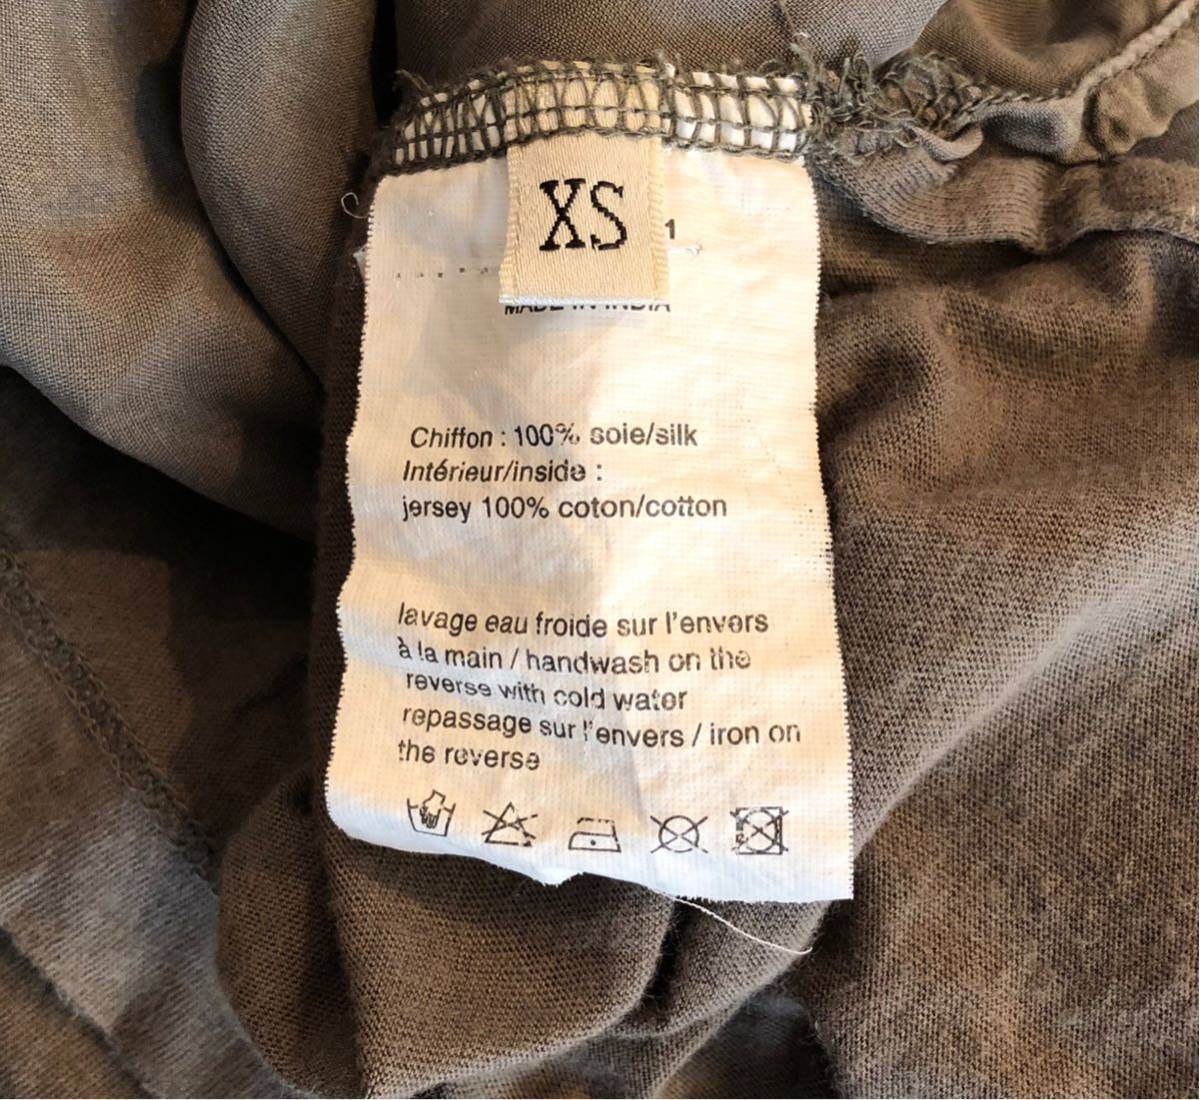 XS
1
MADE IN INDIA
Chiffon : 100% soie/silk
Intérieur/inside :
jersey 100% coton/cotton
lavage eau froide sur l'envers
à la main / handwash on the
reverse with cold water
repassage sur l'envers / iron on
the reverse